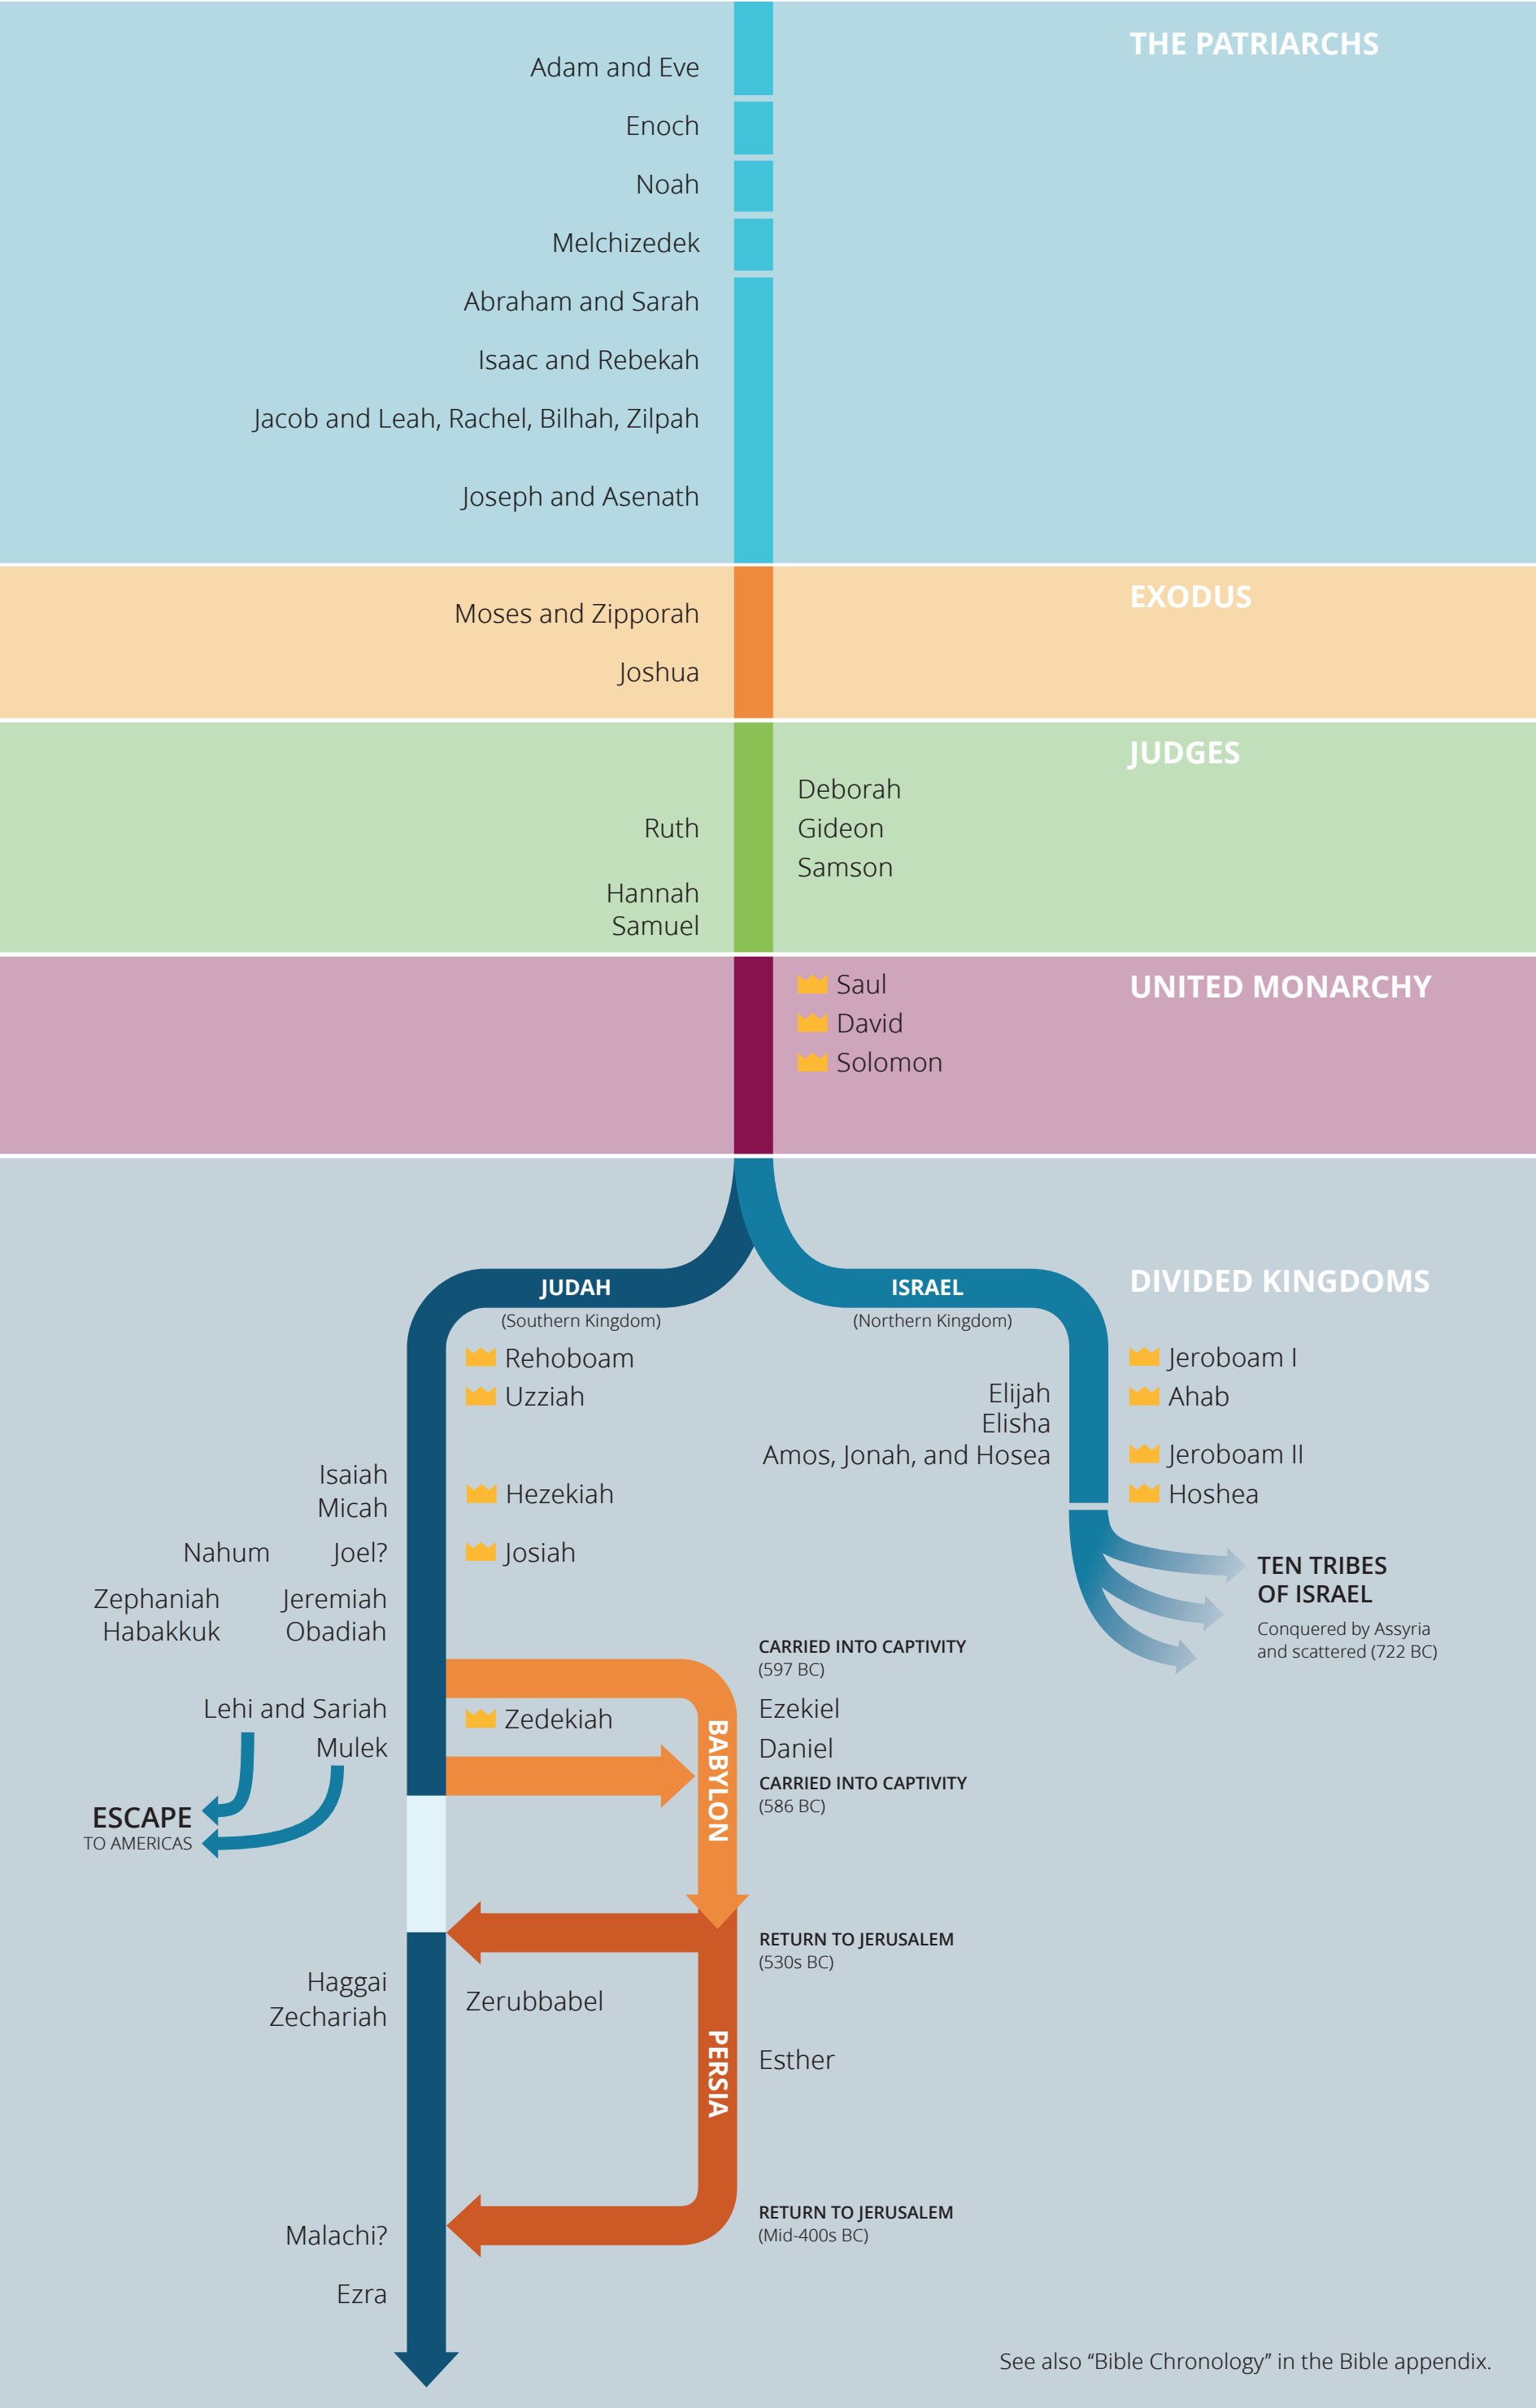 THE PATRIARCHS
Adam and Eve
Enoch
Noah
Melchizedek
Abraham and Sarah
Isaac and Rebekah
Jacob and Leah, Rachel, Bilhah, Zilpah
Joseph and Asenath
EXODUS
Moses and Zipporah
Joshua
JUDGES
Deborah
Ruth
Gideon
Samson
Hannah
Samuel
UNITED MONARCHY
Saul
David
Solomon
DIVIDED KINGDOMS
JUDAH
(Southern Kingdom)
Rehoboam
Uzziah
Isaiah
Micah
Hezekiah
Nahum
Joel?
Josiah
Zephaniah
Habakkuk
Jeremiah
Obadiah
ISRAEL
(Northern Kingdom)
Jeroboam I
Elijah
Elisha
Ahab
Amos, Jonah, and Hosea
Jeroboam II
Hoshea
TEN TRIBES
OF ISRAEL
Conquered by Assyria
and scattered (722 BC)
CARRIED INTO CAPTIVITY
(597 BC)
Lehi and Sariah
Mulek
Zedekiah
BABYLON
Ezekiel
Daniel
CARRIED INTO CAPTIVITY
(586 BC)
ESCAPE
TO AMERICAS
RETURN TO JERUSALEM
(530s BC)
Haggai
Zechariah
Zerubbabel
PERSIA
Esther
RETURN TO JERUSALEM
(Mid-400s BC)
Malachi?
Ezra
See also “Bible Chronology” in the Bible appendix.